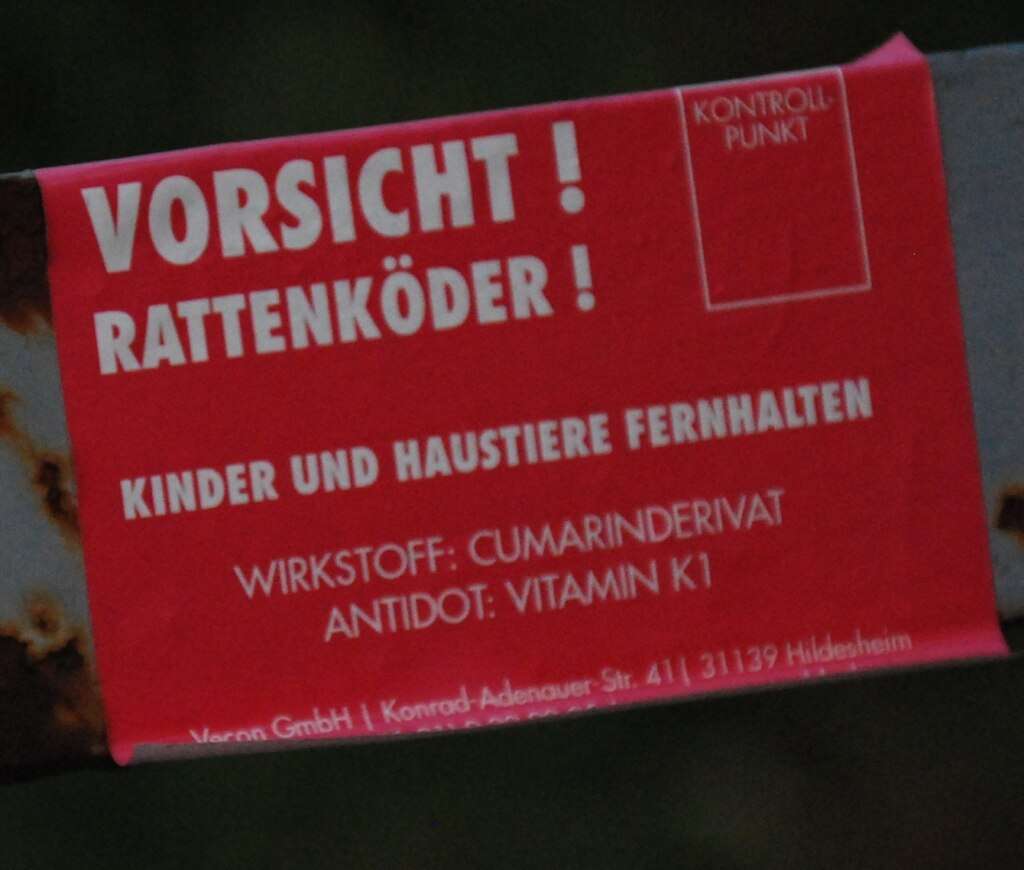 VORSICHT !
RATTENKÖDER !
KONTROLL-
PUNKT
KINDER UND HAUSTIERE FERNHALTEN
WIRKSTOFF: CUMARINDERIVAT
ANTIDOT: VITAMIN K1
GmbH | Konrad-Adenauer-Str. 41 | 31139 Hildesheim